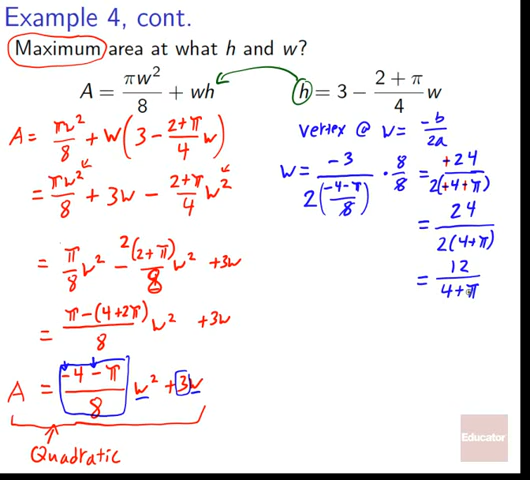 Example 4, cont.
Maximum area at what h and w?
A = πw²/8 + wh
h = 3 − (2 + π)/4 w
A = πw²/8 + w(3 − (2+π)/4 w)
= πw²/8 + 3w − (2+π)/4 w²
= π/8 w² − 2(2+π)/8 w² + 3w
= (π−(4+2π))/8 w² + 3w
A = (−4 − π)/8 w² + 3w
Quadratic
vertex @ w = −b/2a
w = −3/(2((−4−π)/8)) · 8/8 = +24/(2(+4+π))
= 24/(2(4+π))
= 12/(4+π)
Educator